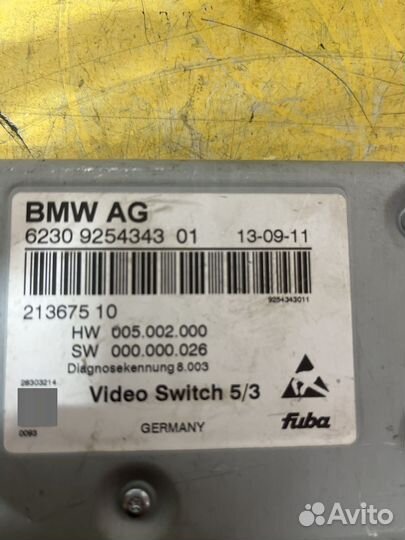 BMW AG
6230 9254343 01 13-09-11
9254343011
213675 10
HW 005.002.000
SW 000.000.026
Diagnosekennung 8.003
28303214
Video Switch 5/3
0093
GERMANY
fuba
Avito